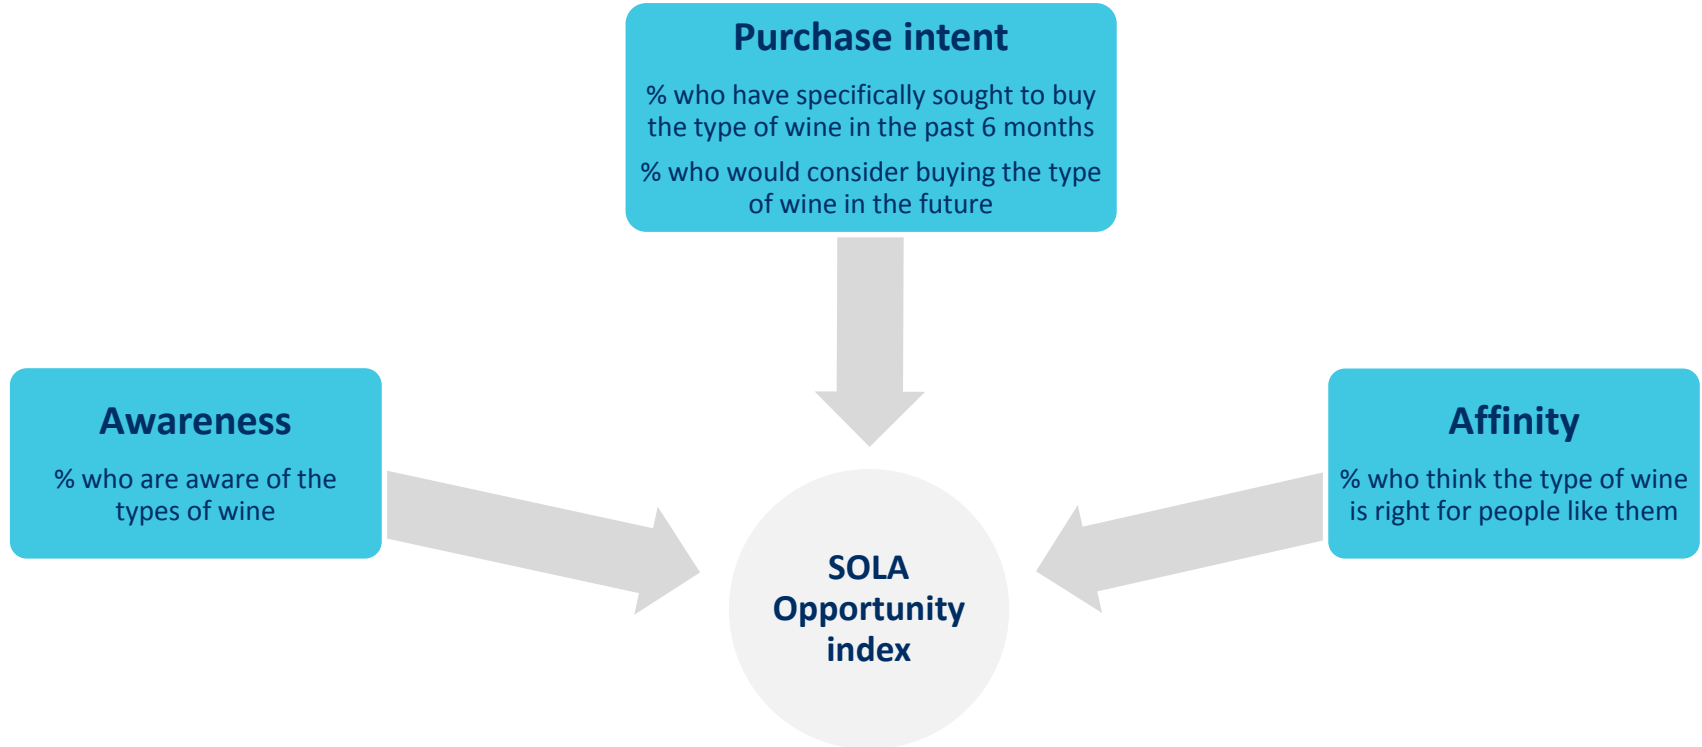 Purchase intent
% who have specifically sought to buy
the type of wine in the past 6 months
% who would consider buying the type
of wine in the future
Awareness
% who are aware of the
types of wine
Affinity
% who think the type of wine
is right for people like them
SOLA
Opportunity
index